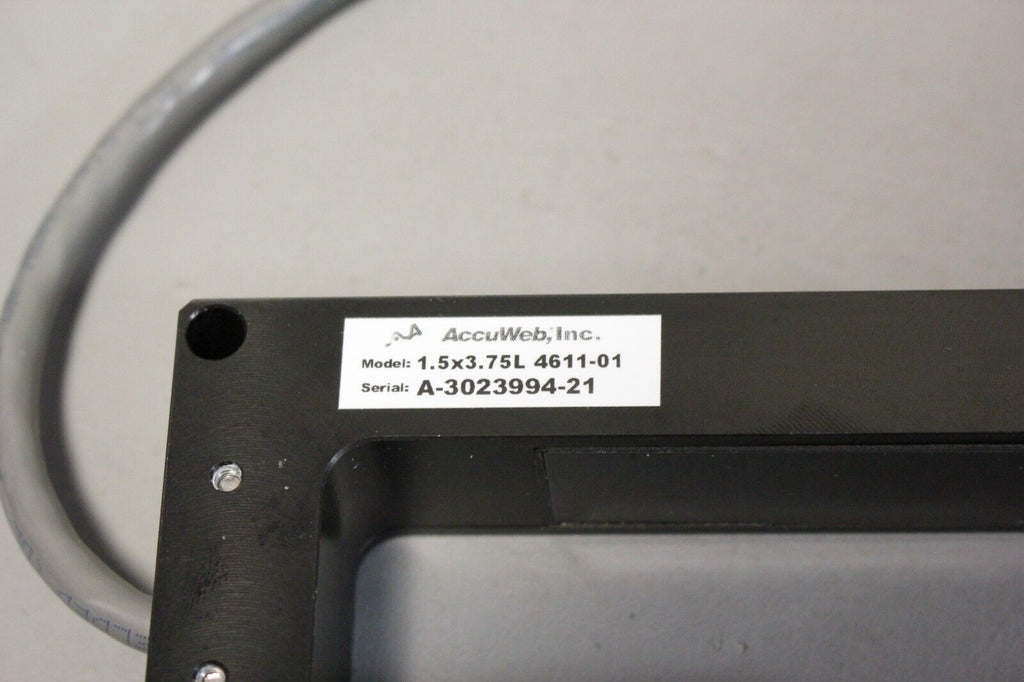 AccuWeb, Inc.
Model: 1.5x3.75L 4611-01
Serial: A-3023994-21